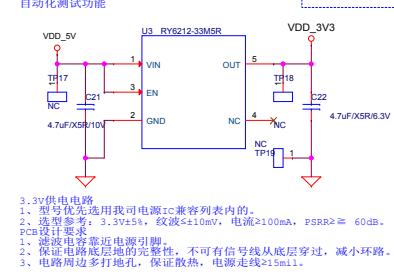 自动化测试功能
VDD_5V
U3 RY6212-33M5R
VDD_3V3
1
VIN
OUT
5
TP17
1
NC
C21
4.7uF/X5R/10V
3
EN
2
GND
NC
4
NC
TP18
1
C22
4.7uF/X5R/6.3V
NC
TP19
1
3.3V供电电路
1、型号优先选用我司电源IC兼容列表内的。
2、选型参考：3.3V±5%，纹波≤±10mV，电流≥100mA，PSRR≥≧ 60dB。
PCB设计要求
1、滤波电容靠近电源引脚。
2、保证电路底层地的完整性，不可有信号线从底层穿过，减小环路。
3、电路周边多打地孔，保证散热，电源走线≥15mil。